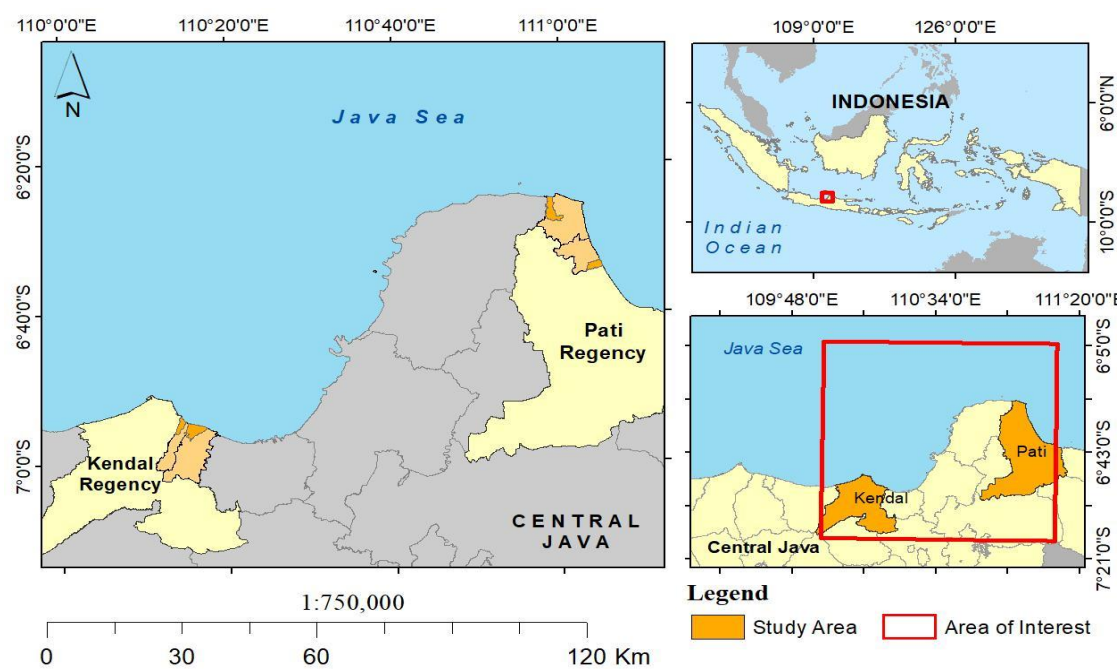 110°0'0"E 110°20'0"E 110°40'0"E 111°0'0"E
6°20'0"S
6°40'0"S
7°0'0"S
N
Java Sea
Pati
Regency
Kendal
Regency
CENTRAL
JAVA
1:750,000
0 30 60 120 Km
109°0'0"E 126°0'0"E
6°0'0"N
10°0'0"S
INDONESIA
Indian
Ocean
109°48'0"E 110°34'0"E 111°20'0"E
6°5'0"S
6°43'0"S
7°21'0"S
Java Sea
Pati
Kendal
Central Java
Legend
Study Area
Area of Interest